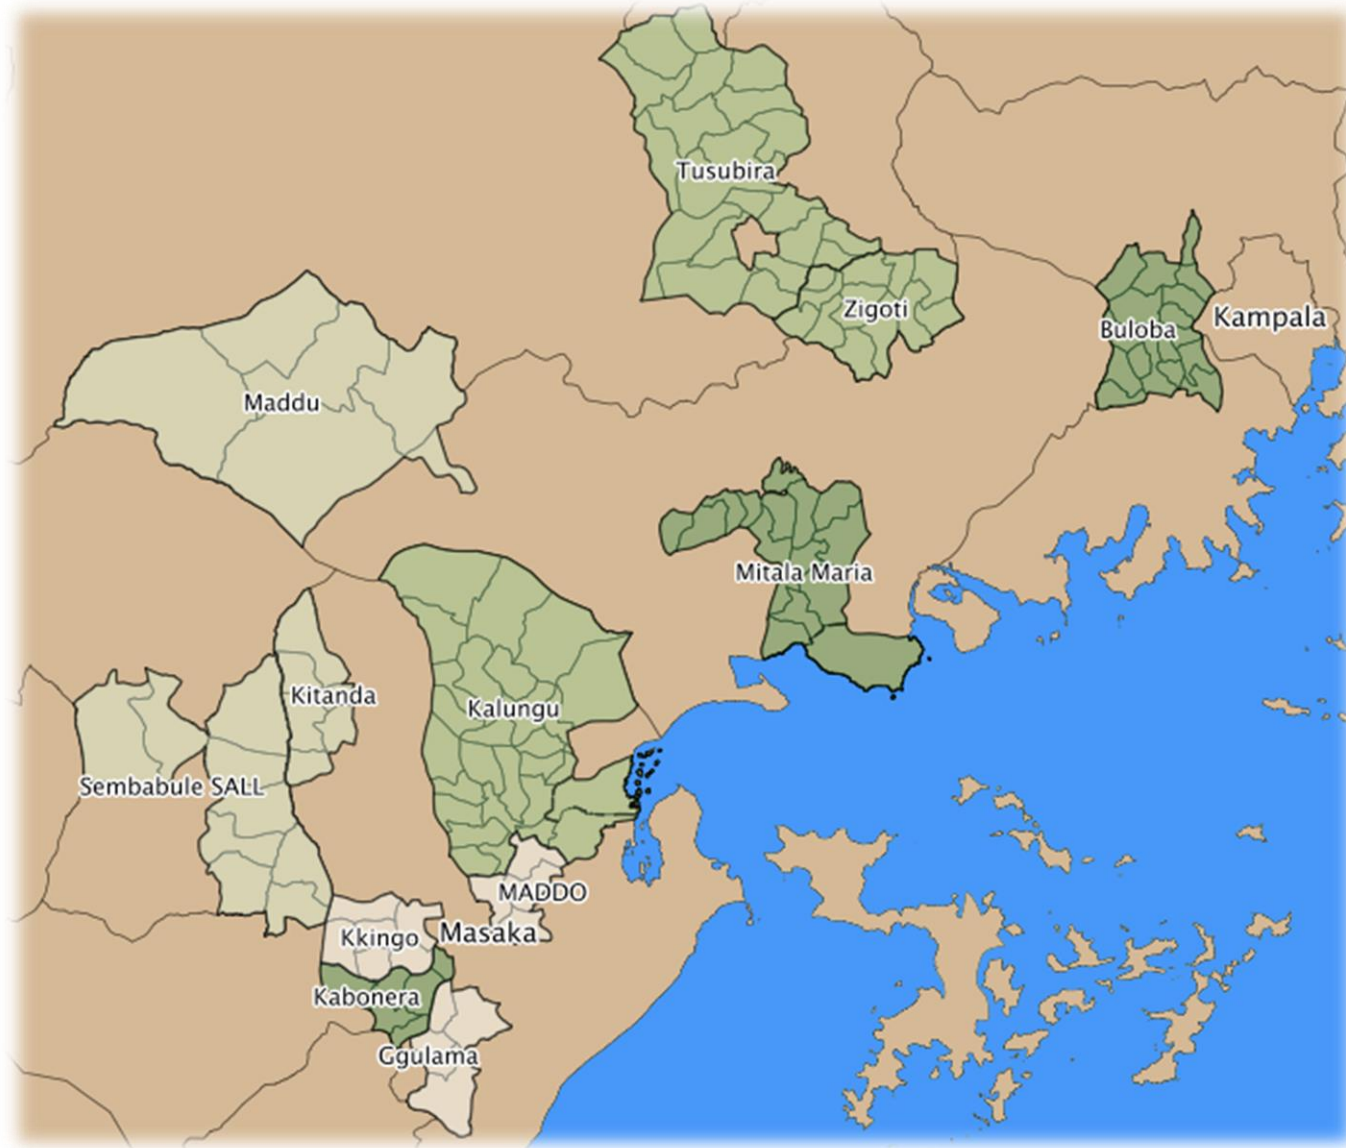 Tusubira
Zigoti
Buloba
Kampala
Maddu
Mitala Maria
Kitanda
Kalungu
Sembabule SALL
MADDO
Masaka
Kkingo
Kabonera
Ggulama